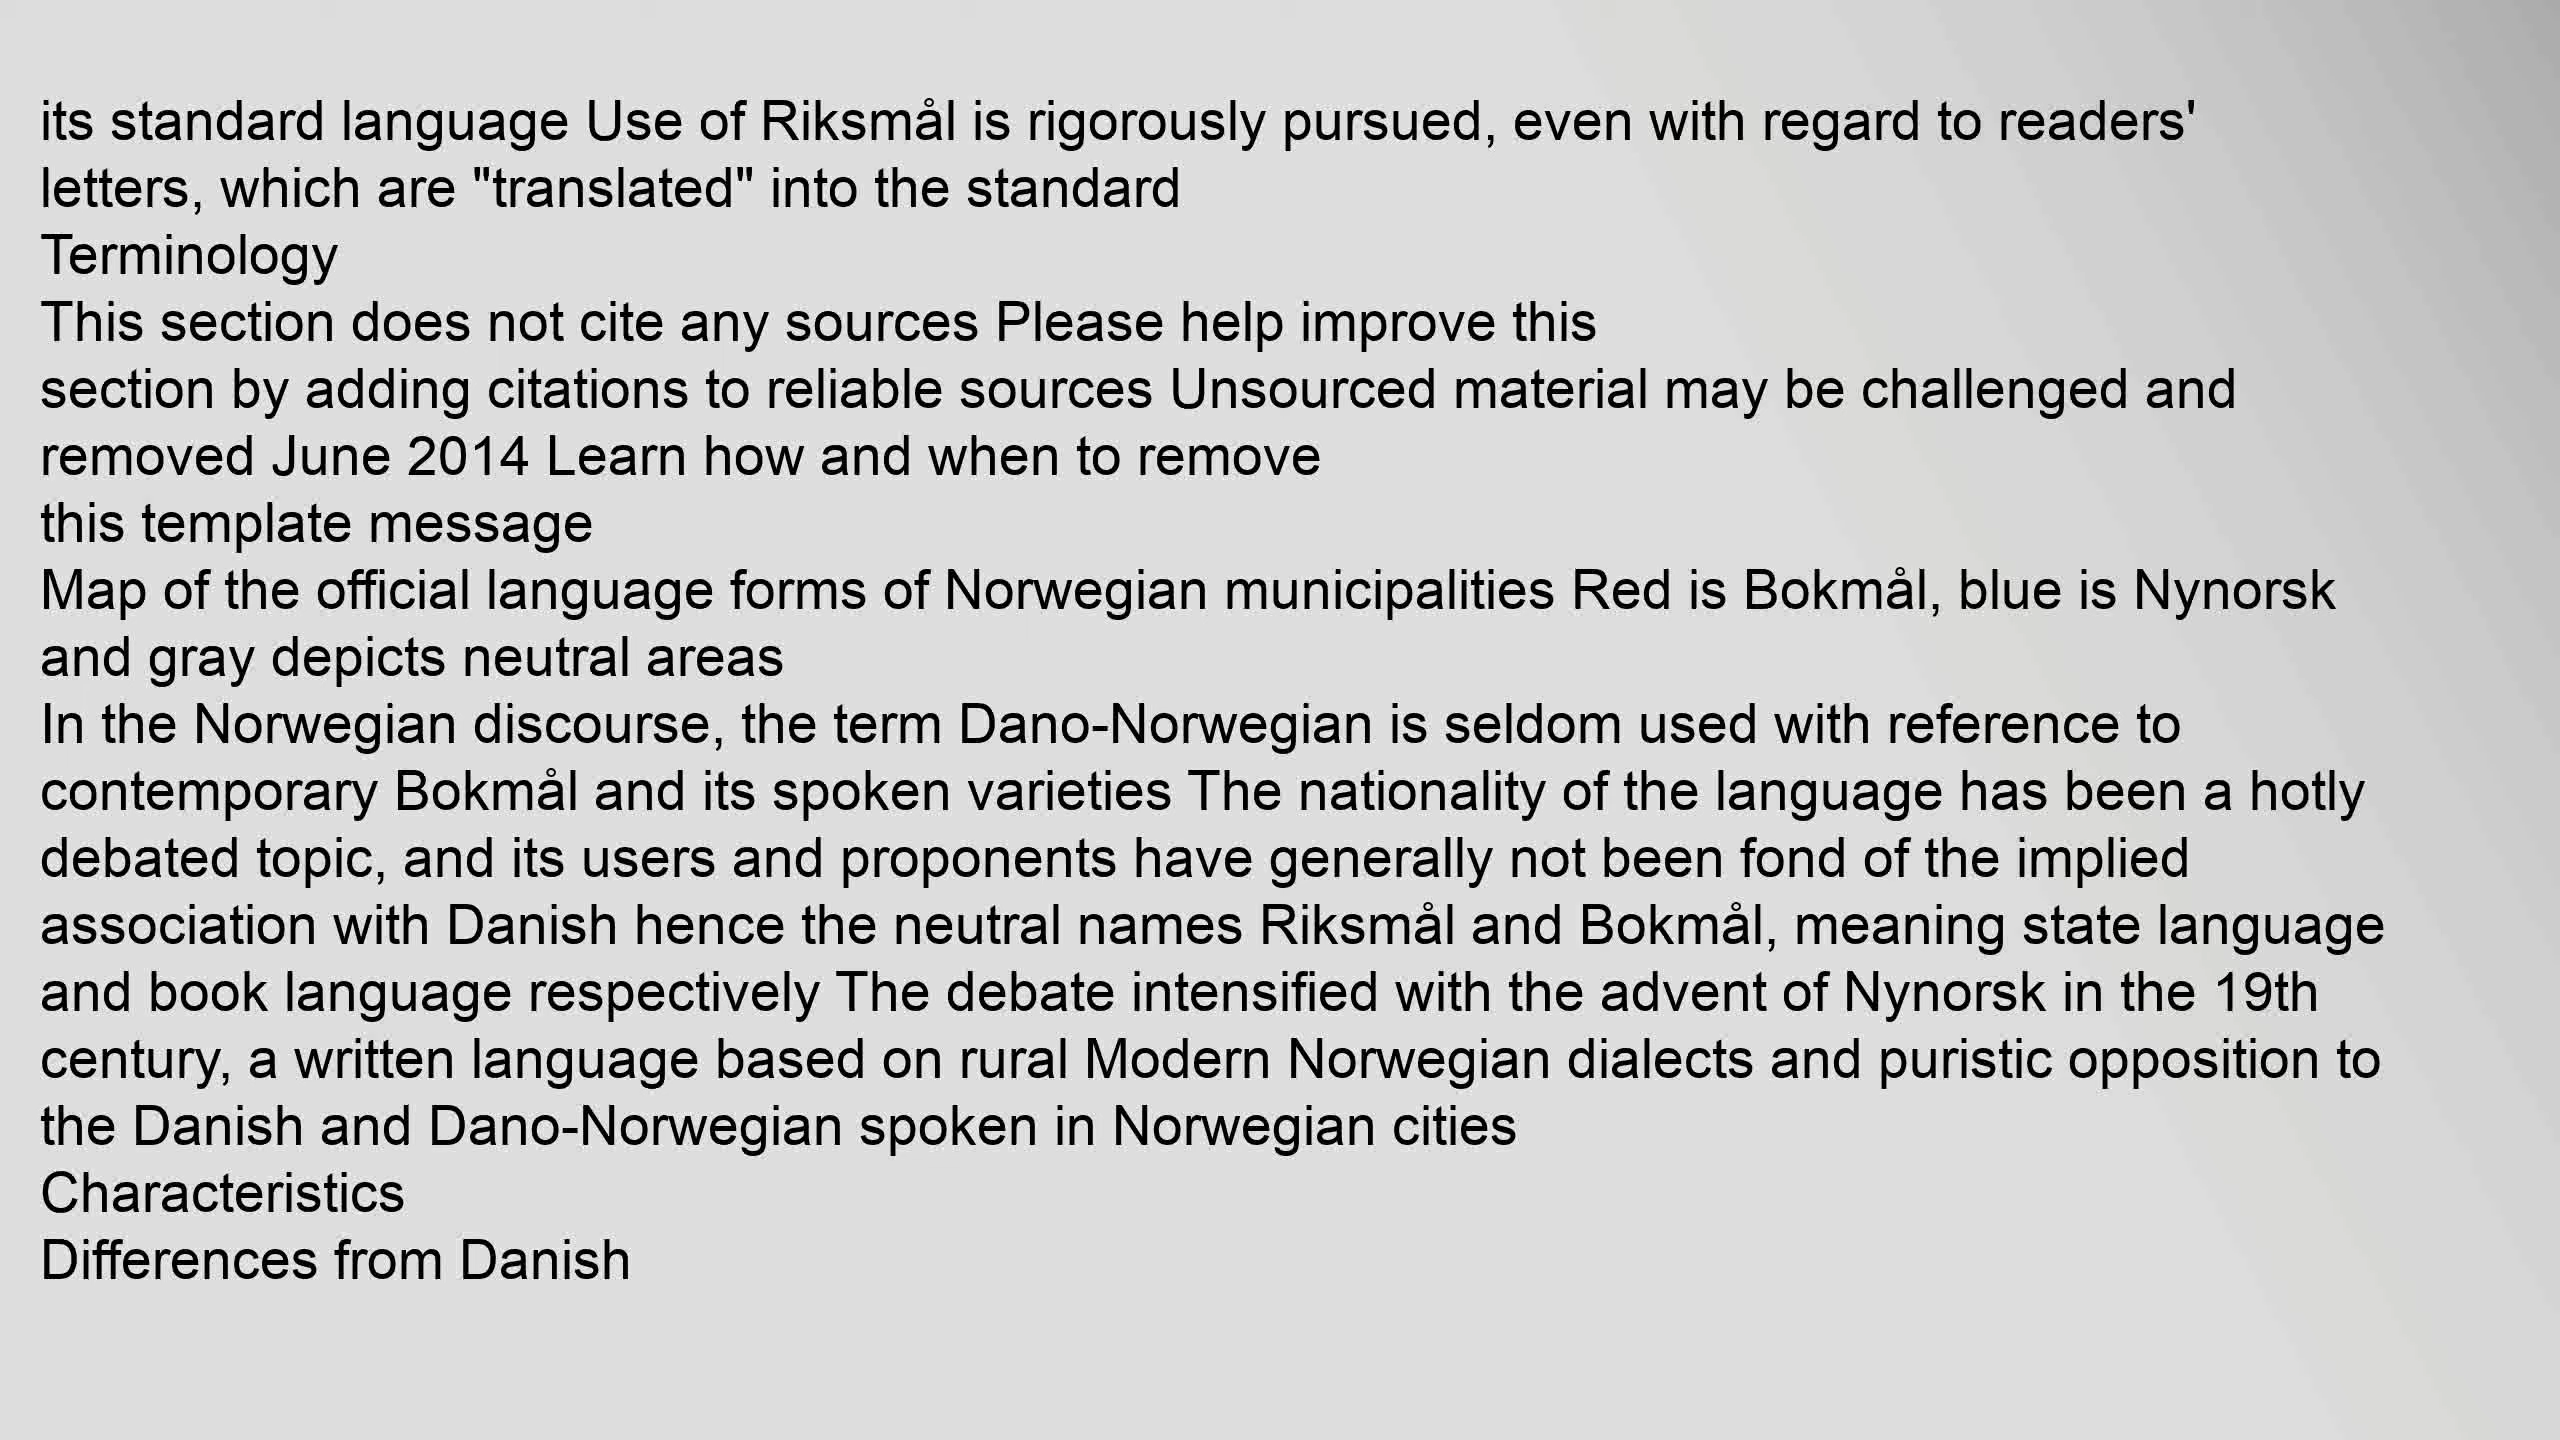 its standard language Use of Riksmål is rigorously pursued, even with regard to readers'
letters, which are "translated" into the standard
Terminology
This section does not cite any sources Please help improve this
section by adding citations to reliable sources Unsourced material may be challenged and
removed June 2014 Learn how and when to remove
this template message
Map of the official language forms of Norwegian municipalities Red is Bokmål, blue is Nynorsk
and gray depicts neutral areas
In the Norwegian discourse, the term Dano-Norwegian is seldom used with reference to
contemporary Bokmål and its spoken varieties The nationality of the language has been a hotly
debated topic, and its users and proponents have generally not been fond of the implied
association with Danish hence the neutral names Riksmål and Bokmål, meaning state language
and book language respectively The debate intensified with the advent of Nynorsk in the 19th
century, a written language based on rural Modern Norwegian dialects and puristic opposition to
the Danish and Dano-Norwegian spoken in Norwegian cities
Characteristics
Differences from Danish